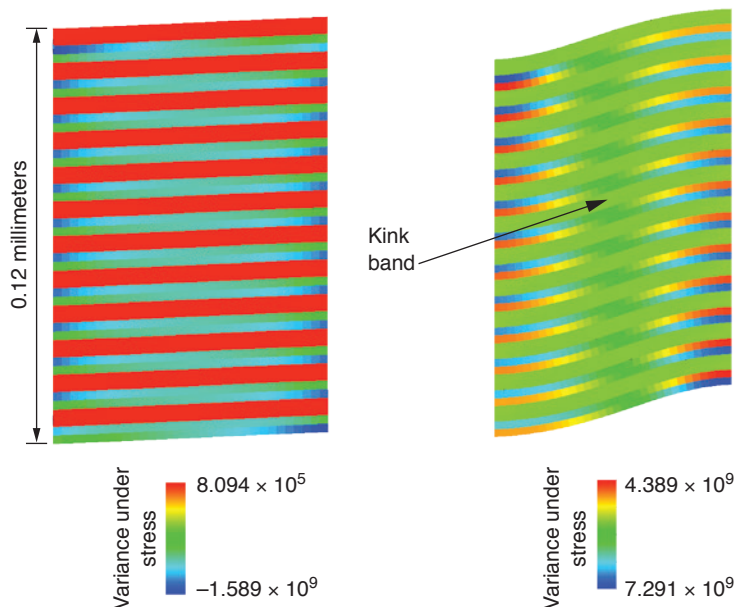 0.12 millimeters
Kink
band
Variance under
stress
8.094 × 10⁵
–1.589 × 10⁹
Variance under
stress
4.389 × 10⁹
7.291 × 10⁹